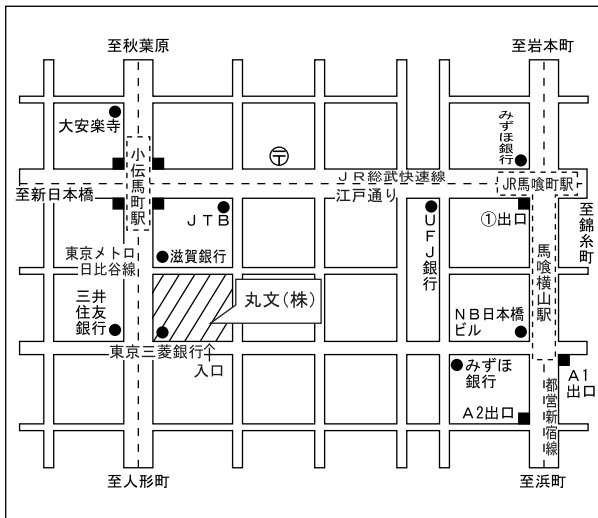 至秋葉原
至岩本町
大安楽寺
小伝馬町駅
みずほ
銀行
〒
JR総武快速線
JR馬喰町駅
至新日本橋
江戸通り
至錦糸町
JTB
UFJ銀行
①出口
馬喰横山駅
東京メトロ
日比谷線
滋賀銀行
丸文(株)
三井
住友
銀行
NB日本橋
ビル
東京三菱銀行
入口
みずほ
銀行
A1
出口
A2出口
都営新宿線
至人形町
至浜町